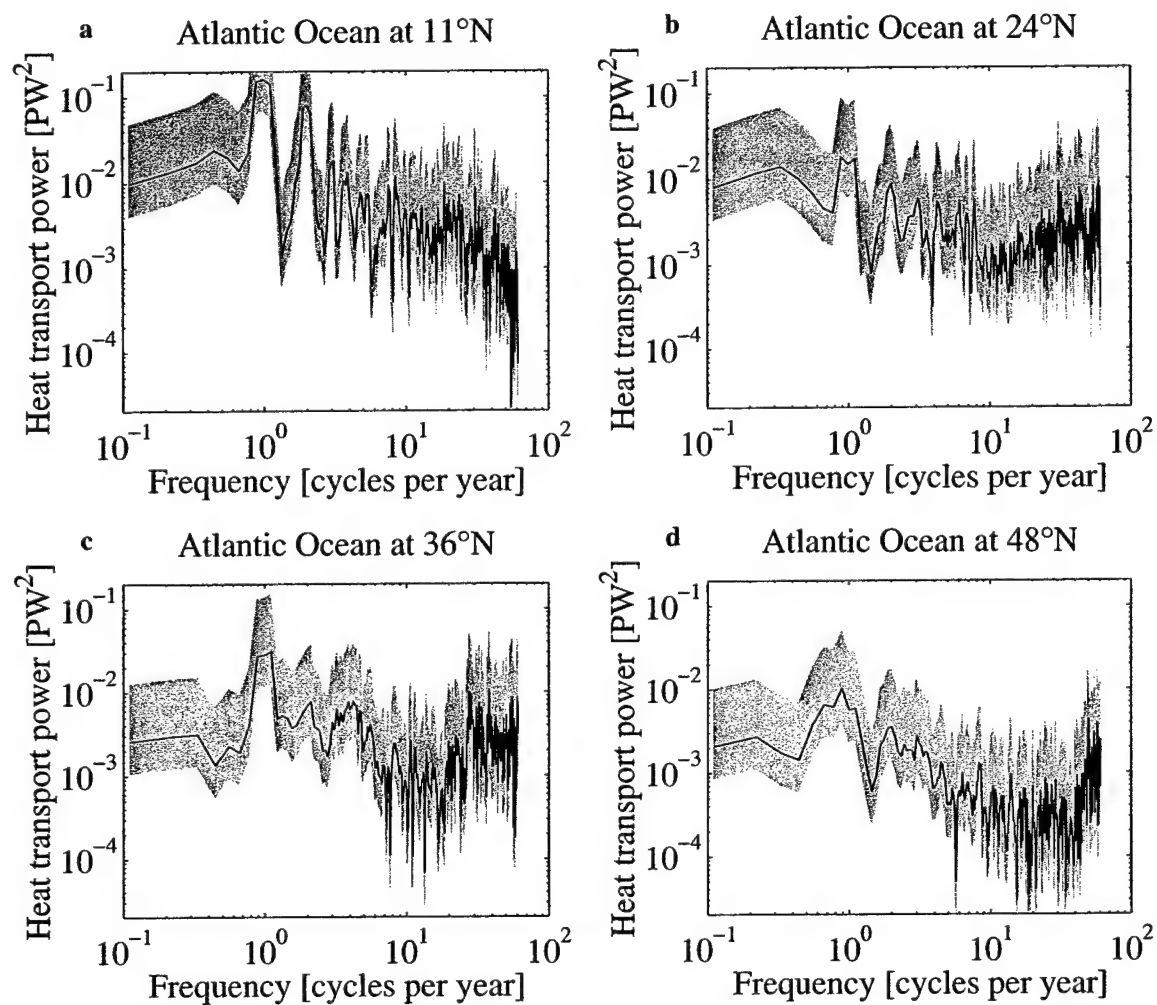 a Atlantic Ocean at 11°N
Heat transport power [PW²]
10⁻¹
10⁻²
10⁻³
10⁻⁴
10⁻¹ 10⁰ 10¹ 10²
Frequency [cycles per year]
b Atlantic Ocean at 24°N
Heat transport power [PW²]
10⁻¹
10⁻²
10⁻³
10⁻⁴
10⁻¹ 10⁰ 10¹ 10²
Frequency [cycles per year]
c Atlantic Ocean at 36°N
Heat transport power [PW²]
10⁻¹
10⁻²
10⁻³
10⁻⁴
10⁻¹ 10⁰ 10¹ 10²
Frequency [cycles per year]
d Atlantic Ocean at 48°N
Heat transport power [PW²]
10⁻¹
10⁻²
10⁻³
10⁻⁴
10⁻¹ 10⁰ 10¹ 10²
Frequency [cycles per year]